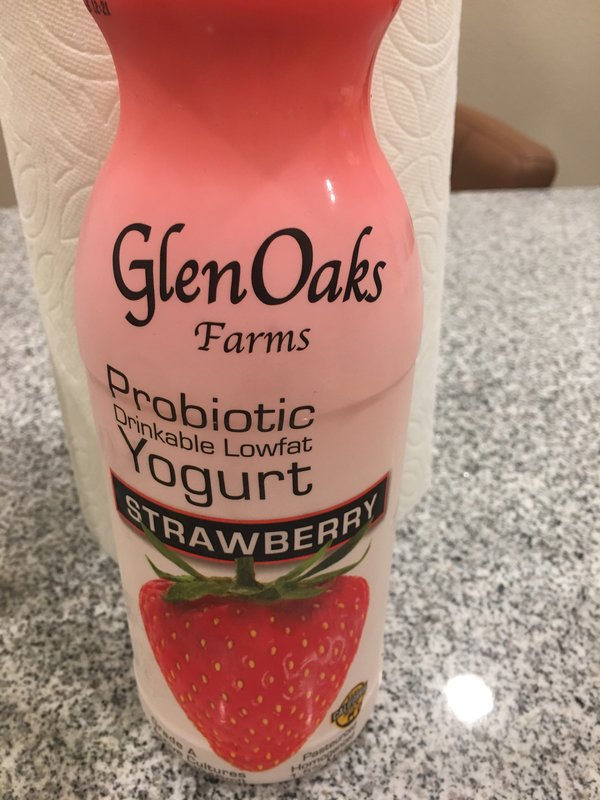 Glen Oaks
Farms
Probiotic
Drinkable Lowfat
Yogurt
STRAWBERRY
Cultures